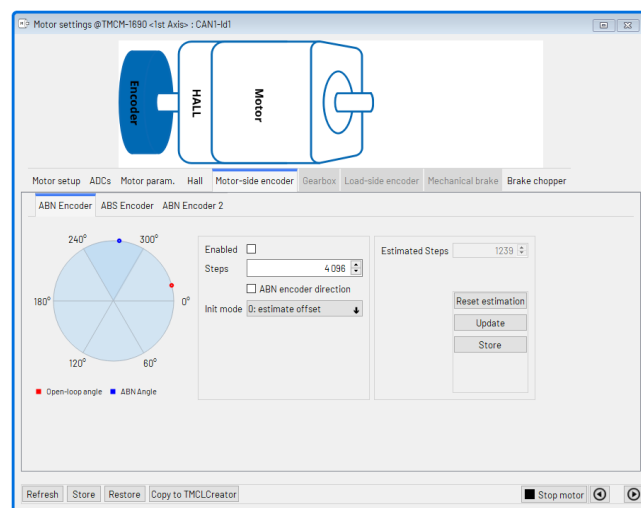 Motor settings @TMCM-1690 <1st Axis> : CAN1-Id1
Encoder
HALL
Motor
Motor setup ADCs Motor param. Hall Motor-side encoder Gearbox Load-side encoder Mechanical brake Brake chopper
ABN Encoder ABS Encoder ABN Encoder 2
240° 300°
180° 0°
120° 60°
Open-loop angle ABN Angle
Enabled
Steps 4096
ABN encoder direction
Init mode 0: estimate offset
Estimated Steps 1239
Reset estimation
Update
Store
Refresh Store Restore Copy to TMCLCreator Stop motor